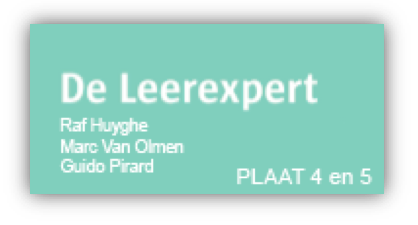 De Leerexpert
Raf Huyghe
Marc Van Olmen
Guido Pirard
PLAAT 4 en 5